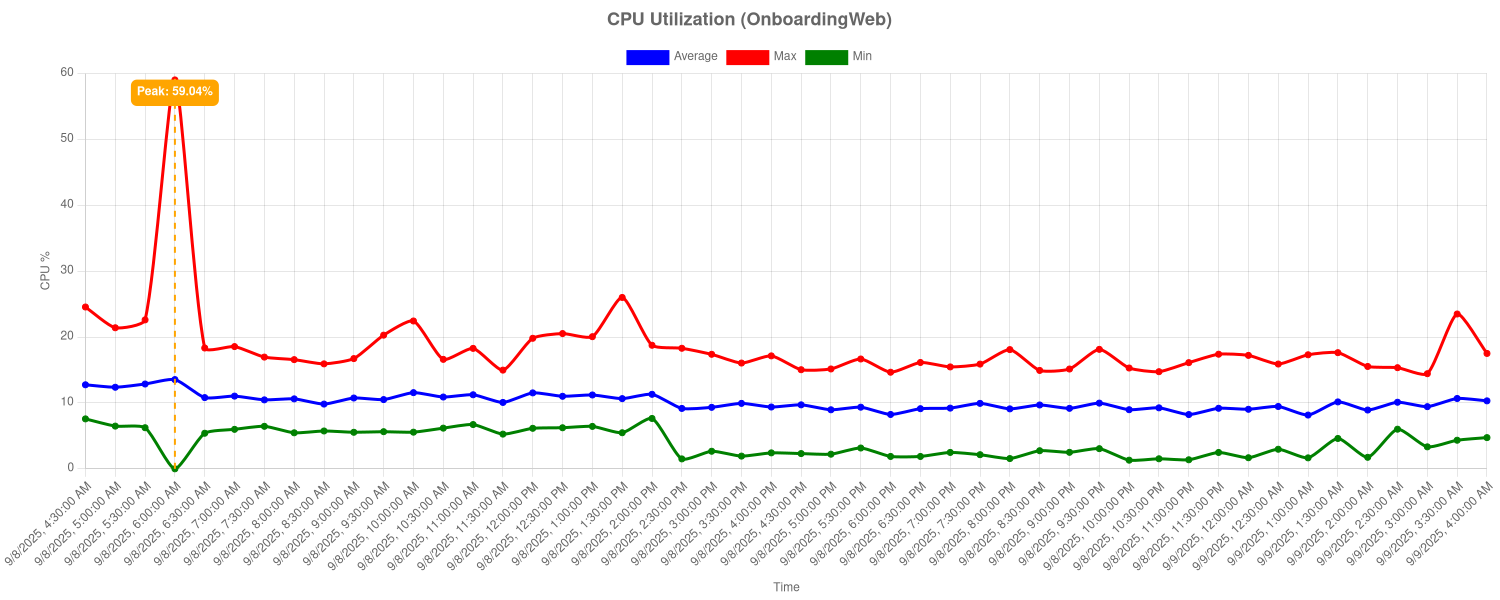 CPU Utilization (OnboardingWeb)
Average Max Min
60
Peak: 59.04%
50
40
30
20
10
0
CPU %
9/8/2025, 4:30:00 AM
9/8/2025, 5:00:00 AM
9/8/2025, 5:30:00 AM
9/8/2025, 6:00:00 AM
9/8/2025, 6:30:00 AM
9/8/2025, 7:00:00 AM
9/8/2025, 7:30:00 AM
9/8/2025, 8:00:00 AM
9/8/2025, 8:30:00 AM
9/8/2025, 9:00:00 AM
9/8/2025, 9:30:00 AM
9/8/2025, 10:00:00 AM
9/8/2025, 10:30:00 AM
9/8/2025, 11:00:00 AM
9/8/2025, 11:30:00 AM
9/8/2025, 12:00:00 PM
9/8/2025, 12:30:00 PM
9/8/2025, 1:00:00 PM
9/8/2025, 1:30:00 PM
9/8/2025, 2:00:00 PM
9/8/2025, 2:30:00 PM
9/8/2025, 3:00:00 PM
9/8/2025, 3:30:00 PM
9/8/2025, 4:00:00 PM
9/8/2025, 4:30:00 PM
9/8/2025, 5:00:00 PM
9/8/2025, 5:30:00 PM
9/8/2025, 6:00:00 PM
9/8/2025, 6:30:00 PM
9/8/2025, 7:00:00 PM
9/8/2025, 7:30:00 PM
9/8/2025, 8:00:00 PM
9/8/2025, 8:30:00 PM
9/8/2025, 9:00:00 PM
9/8/2025, 9:30:00 PM
9/8/2025, 10:00:00 PM
9/8/2025, 10:30:00 PM
9/8/2025, 11:00:00 PM
9/8/2025, 11:30:00 PM
9/9/2025, 12:00:00 AM
9/9/2025, 12:30:00 AM
9/9/2025, 1:00:00 AM
9/9/2025, 1:30:00 AM
9/9/2025, 2:00:00 AM
9/9/2025, 2:30:00 AM
9/9/2025, 3:00:00 AM
9/9/2025, 3:30:00 AM
9/9/2025, 4:00:00 AM
Time